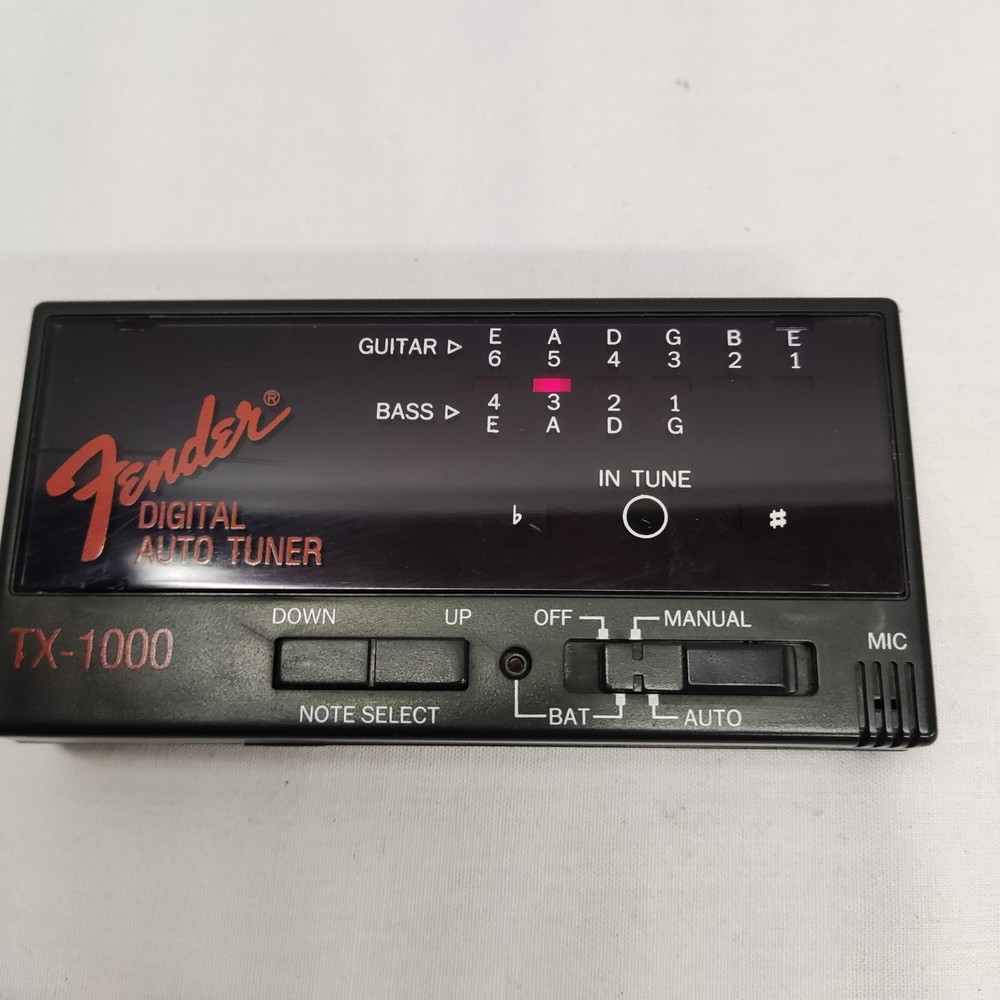 GUITAR ▷ E A D G B E
6 5 4 3 2 1
BASS ▷ 4 3 2 1
E A D G
Fender®
DIGITAL
AUTO TUNER
IN TUNE
♭ ♯
TX-1000
DOWN UP
NOTE SELECT
OFF MANUAL
BAT AUTO
MIC